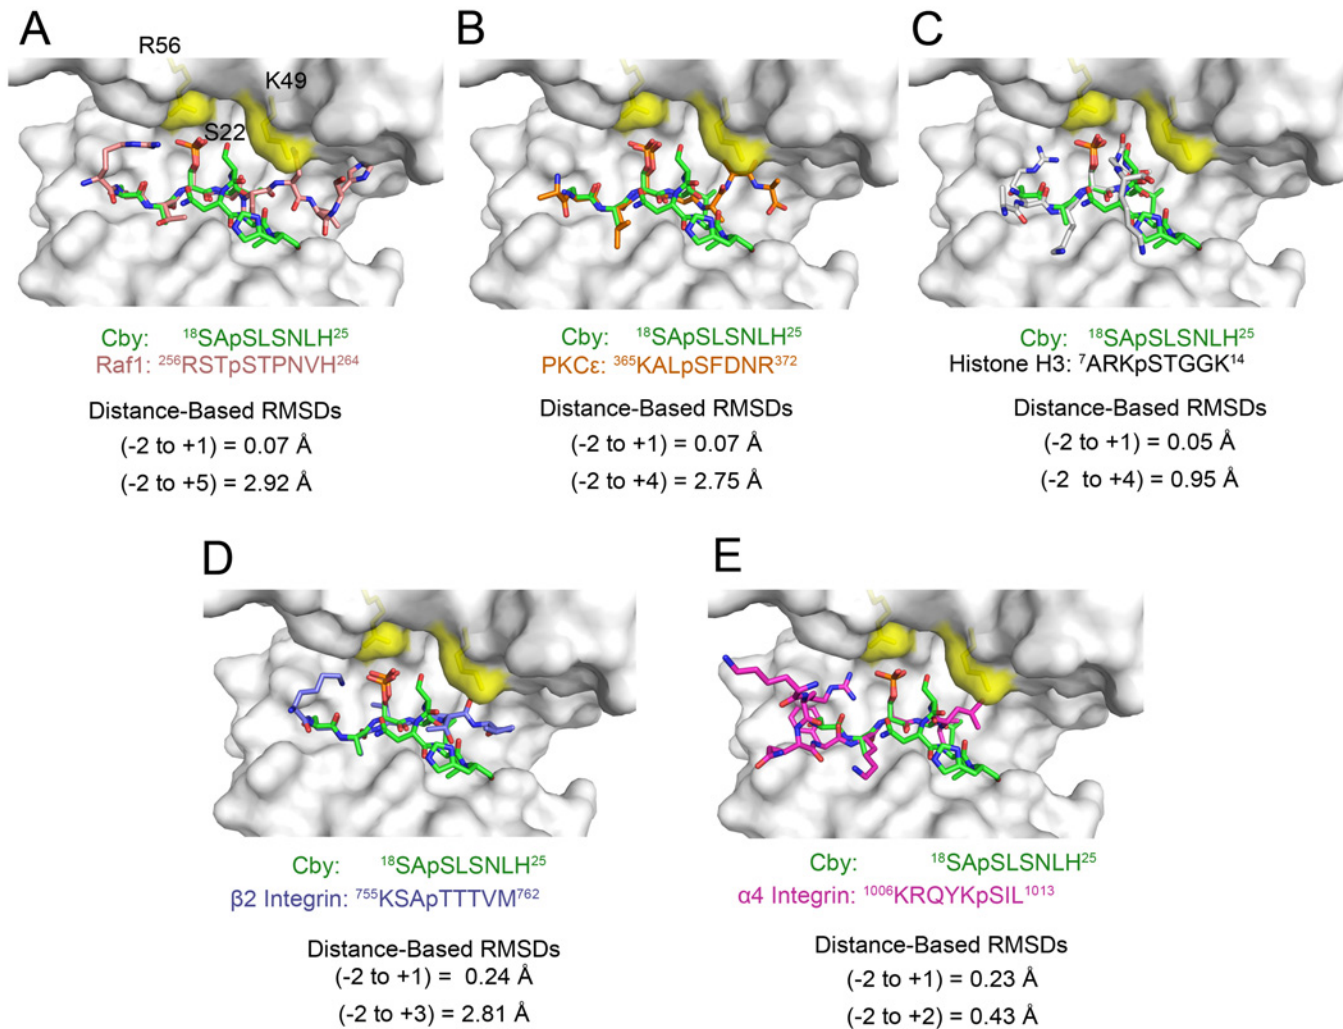 A
B
C
R56
K49
S22
Cby: ¹⁸SApSLSNLH²⁵
Raf1: ²⁵⁶RSTpSTPNVH²⁶⁴
Distance-Based RMSDs
(-2 to +1) = 0.07 Å
(-2 to +5) = 2.92 Å
Cby: ¹⁸SApSLSNLH²⁵
PKCε: ³⁶⁵KALpSFDNR³⁷²
Distance-Based RMSDs
(-2 to +1) = 0.07 Å
(-2 to +4) = 2.75 Å
Cby: ¹⁸SApSLSNLH²⁵
Histone H3: ⁷ARKpSTGGK¹⁴
Distance-Based RMSDs
(-2 to +1) = 0.05 Å
(-2 to +4) = 0.95 Å
D
E
Cby: ¹⁸SApSLSNLH²⁵
β2 Integrin: ⁷⁵⁵KSApTTTVM⁷⁶²
Distance-Based RMSDs
(-2 to +1) = 0.24 Å
(-2 to +3) = 2.81 Å
Cby: ¹⁸SApSLSNLH²⁵
α4 Integrin: ¹⁰⁰⁶KRQYKpSIL¹⁰¹³
Distance-Based RMSDs
(-2 to +1) = 0.23 Å
(-2 to +2) = 0.43 Å